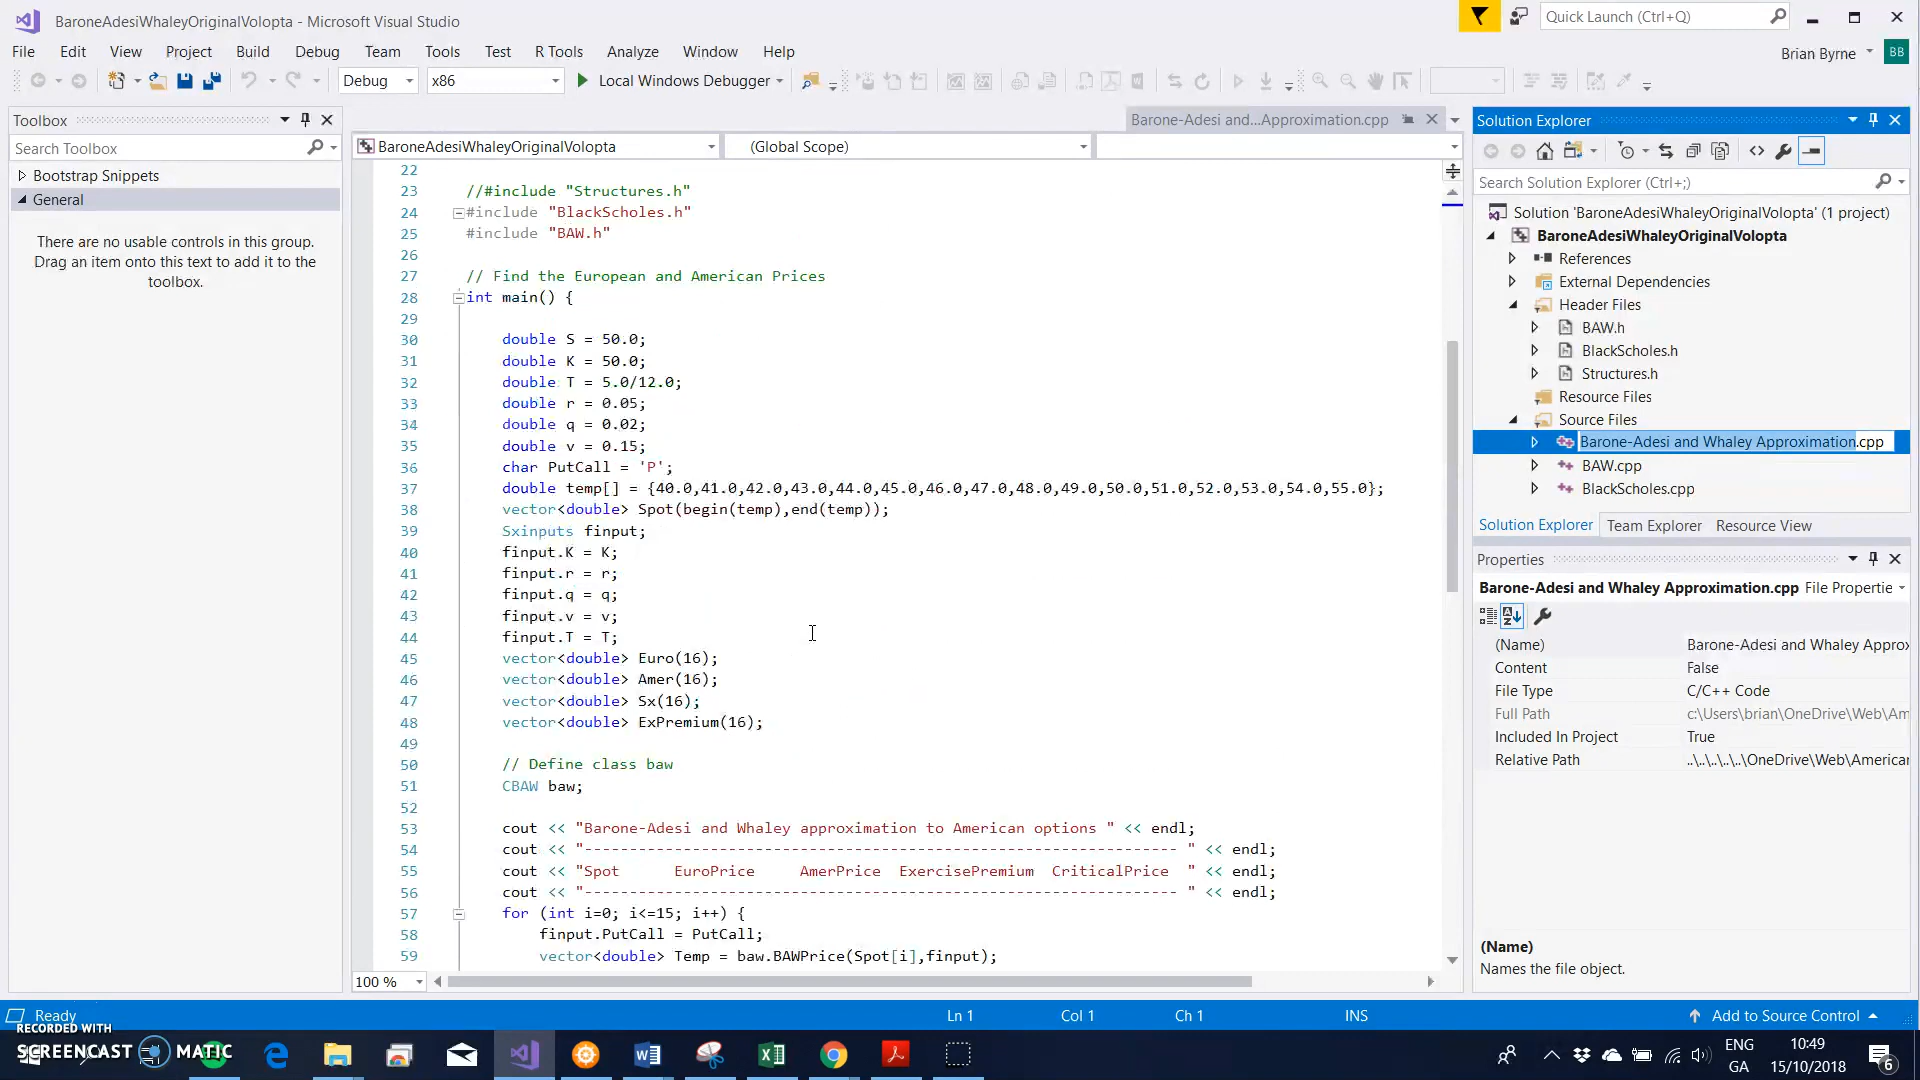 BaroneAdesiWhaleyOriginalVolopta - Microsoft Visual Studio
Quick Launch (Ctrl+Q)
File Edit View Project Build Debug Team Tools Test R Tools Analyze Window Help
Brian Byrne BB
Debug x86 Local Windows Debugger
Toolbox
Search Toolbox
Bootstrap Snippets
General
There are no usable controls in this group.
Drag an item onto this text to add it to the
toolbox.
Barone-Adesi and...Approximation.cpp
BaroneAdesiWhaleyOriginalVolopta (Global Scope)
22
23 //#include "Structures.h"
24 #include "BlackScholes.h"
25 #include "BAW.h"
26
27 // Find the European and American Prices
28 int main() {
29
30 double S = 50.0;
31 double K = 50.0;
32 double T = 5.0/12.0;
33 double r = 0.05;
34 double q = 0.02;
35 double v = 0.15;
36 char PutCall = 'P';
37 double temp[] = {40.0,41.0,42.0,43.0,44.0,45.0,46.0,47.0,48.0,49.0,50.0,51.0,52.0,53.0,54.0,55.0};
38 vector<double> Spot(begin(temp),end(temp));
39 Sxinputs finput;
40 finput.K = K;
41 finput.r = r;
42 finput.q = q;
43 finput.v = v;
44 finput.T = T;
45 vector<double> Euro(16);
46 vector<double> Amer(16);
47 vector<double> Sx(16);
48 vector<double> ExPremium(16);
49
50 // Define class baw
51 CBAW baw;
52
53 cout << "Barone-Adesi and Whaley approximation to American options " << endl;
54 cout << "------------------------------------------------------------------ " << endl;
55 cout << "Spot      EuroPrice     AmerPrice  ExercisePremium  CriticalPrice  " << endl;
56 cout << "------------------------------------------------------------------ " << endl;
57 for (int i=0; i<=15; i++) {
58 finput.PutCall = PutCall;
59 vector<double> Temp = baw.BAWPrice(Spot[i],finput);
100 %
Solution Explorer
Search Solution Explorer (Ctrl+;)
Solution 'BaroneAdesiWhaleyOriginalVolopta' (1 project)
BaroneAdesiWhaleyOriginalVolopta
References
External Dependencies
Header Files
BAW.h
BlackScholes.h
Structures.h
Resource Files
Source Files
Barone-Adesi and Whaley Approximation.cpp
BAW.cpp
BlackScholes.cpp
Solution Explorer Team Explorer Resource View
Properties
Barone-Adesi and Whaley Approximation.cpp File Propertie
(Name) Barone-Adesi and Whaley Approx
Content False
File Type C/C++ Code
Full Path c:\Users\brian\OneDrive\Web\Am
Included In Project True
Relative Path ..\..\..\..\OneDrive\Web\American
(Name)
Names the file object.
Ready Ln 1 Col 1 Ch 1 INS Add to Source Control
RECORDED WITH
SCREENCAST MATIC
ENG
GA
10:49
15/10/2018
6